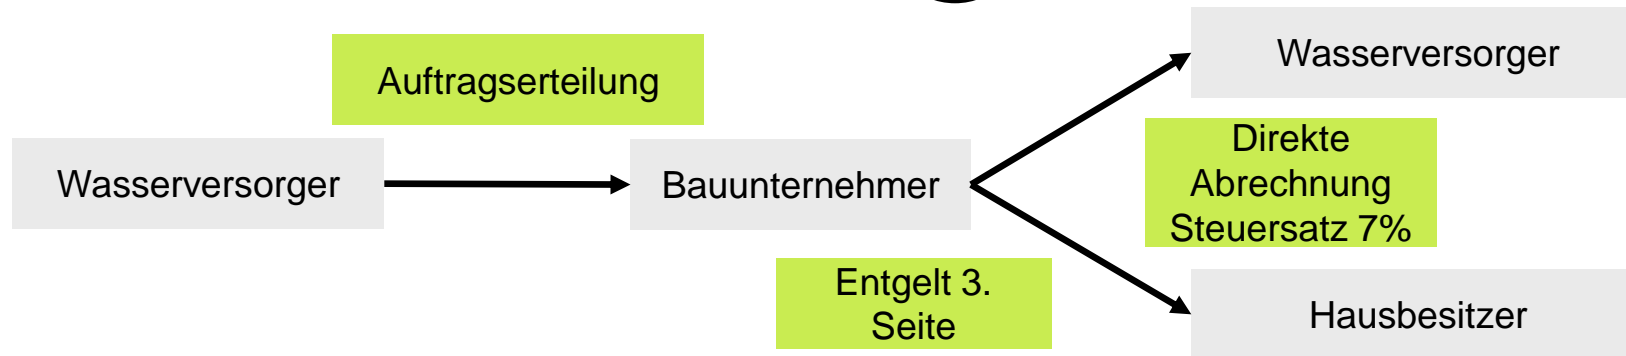 Auftragserteilung
Wasserversorger
Bauunternehmer
Wasserversorger
Direkte
Abrechnung
Steuersatz 7%
Entgelt 3.
Seite
Hausbesitzer